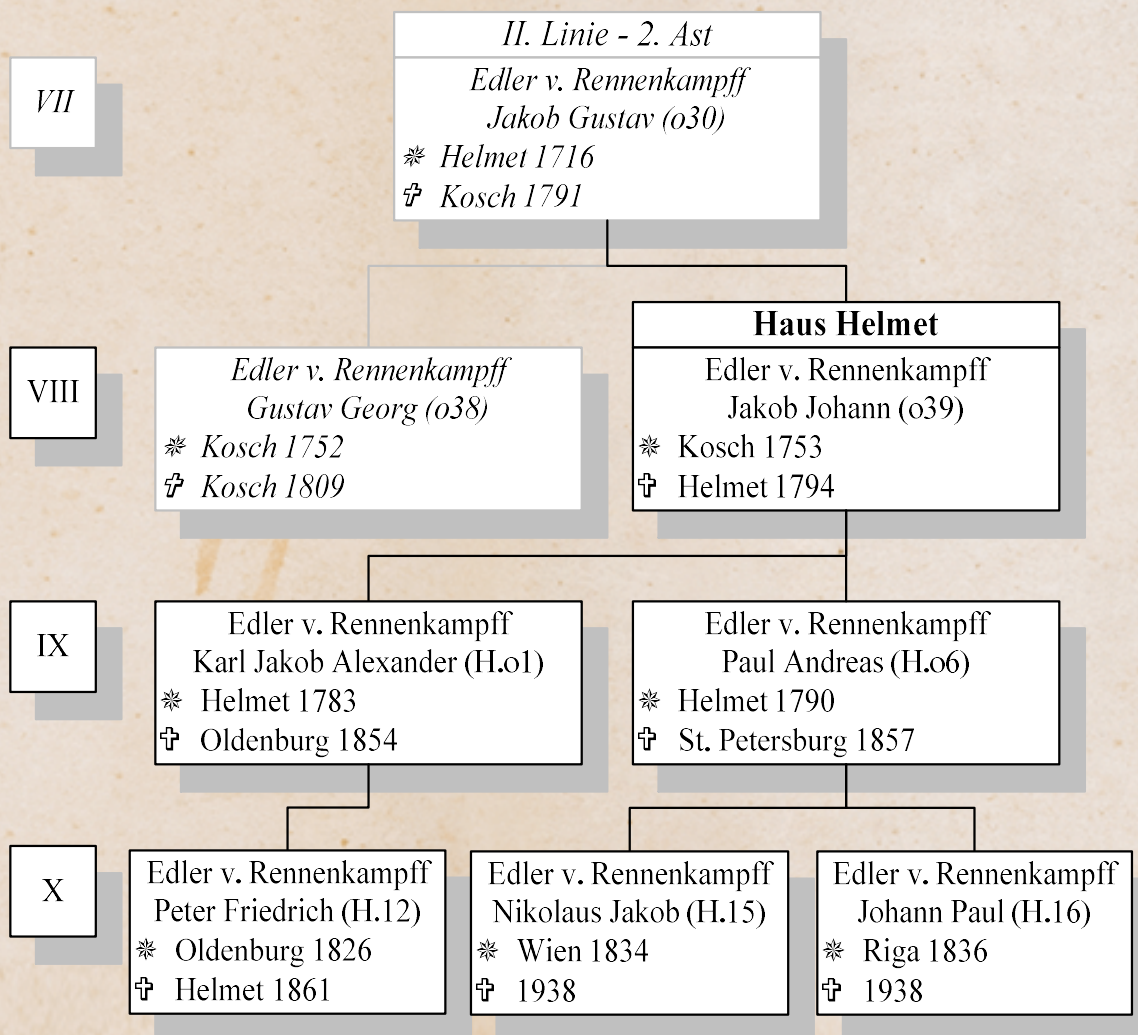 II. Linie - 2. Ast
VII
Edler v. Rennenkampff
Jakob Gustav (o30)
✵ Helmet 1716
✞ Kosch 1791
Haus Helmet
VIII
Edler v. Rennenkampff
Gustav Georg (o38)
✵ Kosch 1752
✞ Kosch 1809
Edler v. Rennenkampff
Jakob Johann (o39)
✵ Kosch 1753
✞ Helmet 1794
IX
Edler v. Rennenkampff
Karl Jakob Alexander (H.o1)
✵ Helmet 1783
✞ Oldenburg 1854
Edler v. Rennenkampff
Paul Andreas (H.o6)
✵ Helmet 1790
✞ St. Petersburg 1857
X
Edler v. Rennenkampff
Peter Friedrich (H.12)
✵ Oldenburg 1826
✞ Helmet 1861
Edler v. Rennenkampff
Nikolaus Jakob (H.15)
✵ Wien 1834
✞ 1938
Edler v. Rennenkampff
Johann Paul (H.16)
✵ Riga 1836
✞ 1938